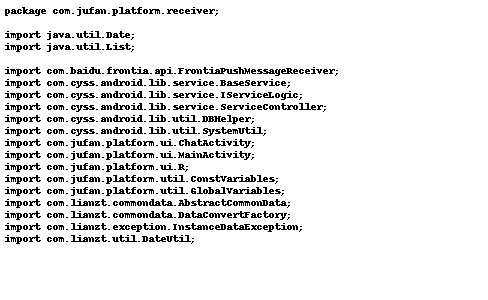 package com.jufan.platform.receiver;
import java.util.Date;
import java.util.List;
import com.baidu.frontia.api.FrontiaPushMessageReceiver;
import com.cyss.android.lib.service.BaseService;
import com.cyss.android.lib.service.IServiceLogic;
import com.cyss.android.lib.service.ServiceController;
import com.cyss.android.lib.util.DBHelper;
import com.cyss.android.lib.util.SystemUtil;
import com.jufan.platform.ui.ChatActivity;
import com.jufan.platform.ui.MainActivity;
import com.jufan.platform.ui.R;
import com.jufan.platform.util.ConstVariables;
import com.jufan.platform.util.GlobalVariables;
import com.lianzt.commondata.AbstractCommonData;
import com.lianzt.commondata.DataConvertFactory;
import com.lianzt.exception.InstanceDataException;
import com.lianzt.util.DateUtil;